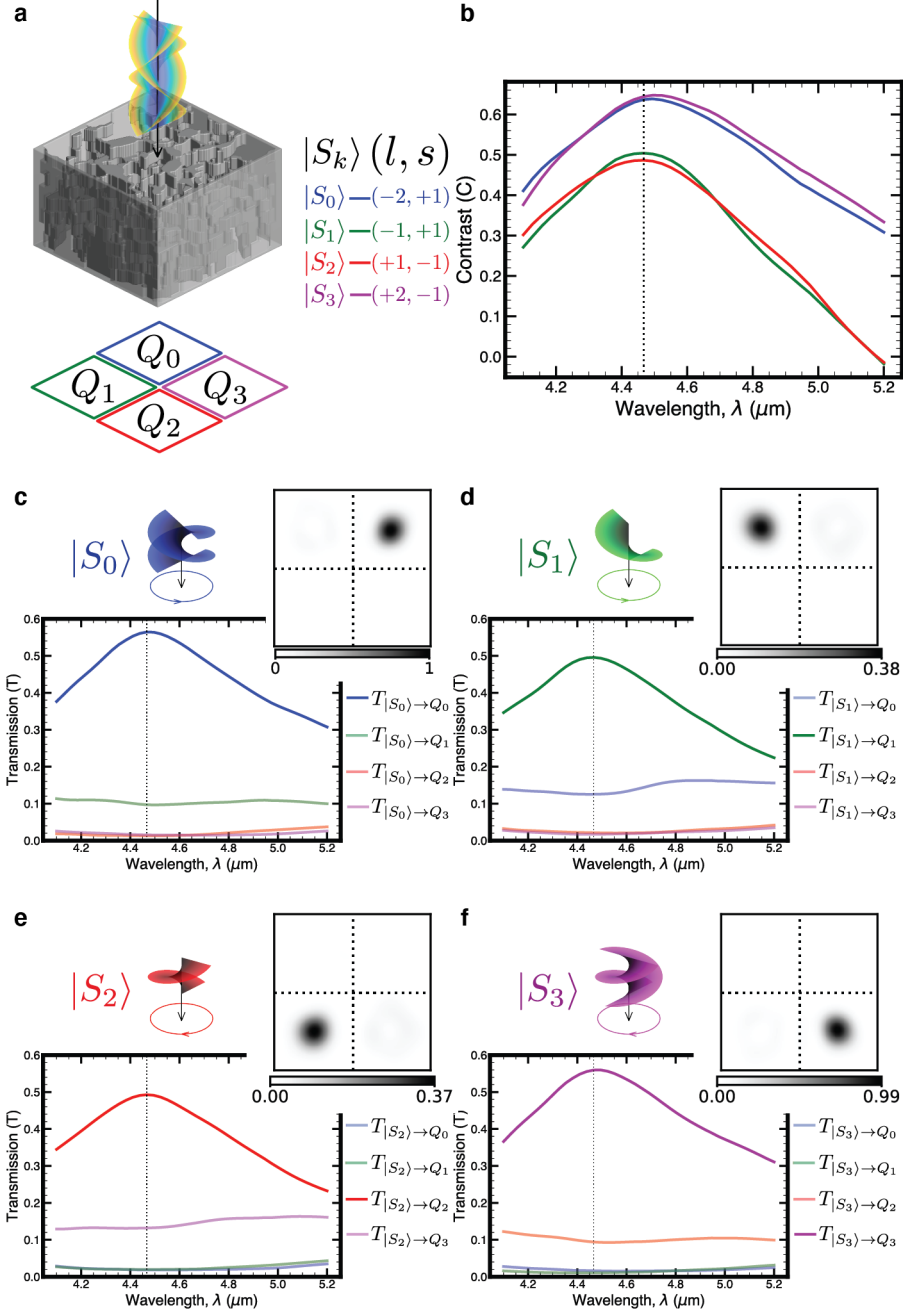 a
|S_k⟩ (l, s)
|S_0⟩ — (−2, +1)
|S_1⟩ — (−1, +1)
|S_2⟩ — (+1, −1)
|S_3⟩ — (+2, −1)
Q_0
Q_1
Q_3
Q_2
b
Contrast (C)
0.6
0.5
0.4
0.3
0.2
0.1
0.0
4.2 4.4 4.6 4.8 5.0 5.2
Wavelength, λ (μm)
c
|S_0⟩
0 1
Transmission (T)
0.6
0.5
0.4
0.3
0.2
0.1
0.0
4.2 4.4 4.6 4.8 5.0 5.2
Wavelength, λ (μm)
T_{|S_0⟩→Q_0}
T_{|S_0⟩→Q_1}
T_{|S_0⟩→Q_2}
T_{|S_0⟩→Q_3}
d
|S_1⟩
0.00 0.38
Transmission (T)
0.6
0.5
0.4
0.3
0.2
0.1
0.0
4.2 4.4 4.6 4.8 5.0 5.2
Wavelength, λ (μm)
T_{|S_1⟩→Q_0}
T_{|S_1⟩→Q_1}
T_{|S_1⟩→Q_2}
T_{|S_1⟩→Q_3}
e
|S_2⟩
0.00 0.37
Transmission (T)
0.6
0.5
0.4
0.3
0.2
0.1
0.0
4.2 4.4 4.6 4.8 5.0 5.2
Wavelength, λ (μm)
T_{|S_2⟩→Q_0}
T_{|S_2⟩→Q_1}
T_{|S_2⟩→Q_2}
T_{|S_2⟩→Q_3}
f
|S_3⟩
0.00 0.99
Transmission (T)
0.6
0.5
0.4
0.3
0.2
0.1
0.0
4.2 4.4 4.6 4.8 5.0 5.2
Wavelength, λ (μm)
T_{|S_3⟩→Q_0}
T_{|S_3⟩→Q_1}
T_{|S_3⟩→Q_2}
T_{|S_3⟩→Q_3}